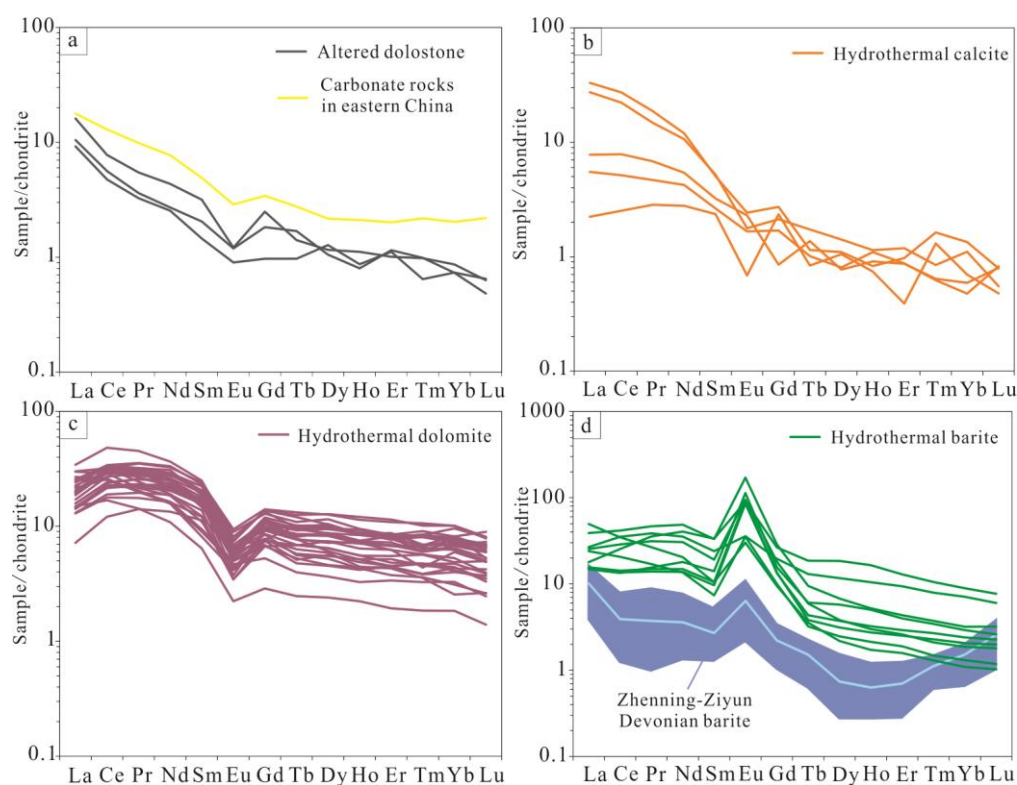 a
100
10
1
0.1
Sample/chondrite
Altered dolostone
Carbonate rocks
in eastern China
La Ce Pr Nd Sm Eu Gd Tb Dy Ho Er Tm Yb Lu
b
100
10
1
0.1
Sample/chondrite
Hydrothermal calcite
La Ce Pr Nd Sm Eu Gd Tb Dy Ho Er Tm Yb Lu
c
100
10
1
0.1
Sample/chondrite
Hydrothermal dolomite
La Ce Pr Nd Sm Eu Gd Tb Dy Ho Er Tm Yb Lu
d
1000
100
10
1
0.1
Sample/chondrite
Hydrothermal barite
Zhenning-Ziyun
Devonian barite
La Ce Pr Nd Sm Eu Gd Tb Dy Ho Er Tm Yb Lu